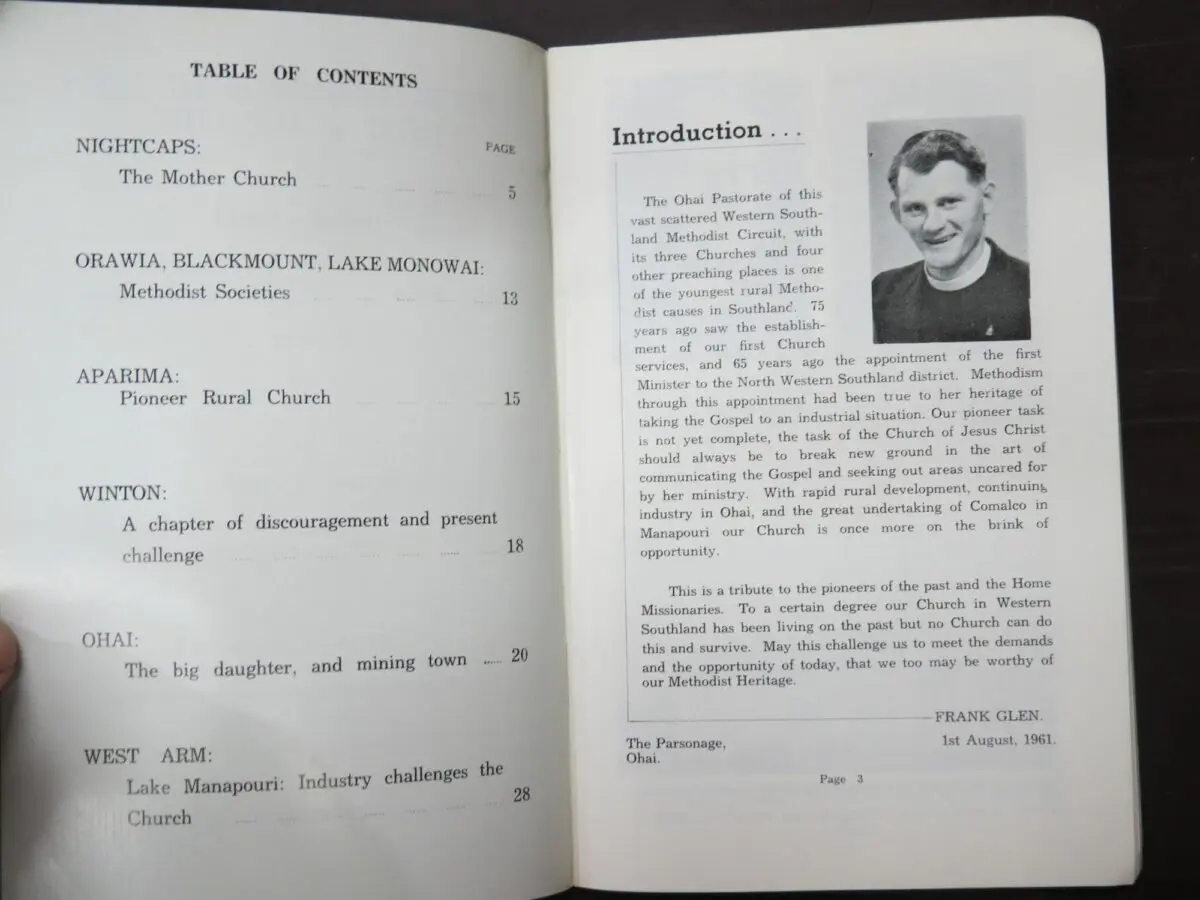 TABLE OF CONTENTS
NIGHTCAPS:
PAGE
The Mother Church 5
ORAWIA, BLACKMOUNT, LAKE MONOWAI:
Methodist Societies 13
APARIMA:
Pioneer Rural Church 15
WINTON:
A chapter of discouragement and present
challenge 18
OHAI:
The big daughter, and mining town ..... 20
WEST ARM:
Lake Manapouri: Industry challenges the
Church 28
Introduction . . .
The Ohai Pastorate of this
vast scattered Western South-
land Methodist Circuit, with
its three Churches and four
other preaching places is one
of the youngest rural Metho-
dist causes in Southland. 75
years ago saw the establish-
ment of our first Church
services, and 65 years ago the appointment of the first
Minister to the North Western Southland district. Methodism
through this appointment had been true to her heritage of
taking the Gospel to an industrial situation. Our pioneer task
is not yet complete, the task of the Church of Jesus Christ
should always be to break new ground in the art of
communicating the Gospel and seeking out areas uncared for
by her ministry. With rapid rural development, continuing
industry in Ohai, and the great undertaking of Comalco in
Manapouri our Church is once more on the brink of
opportunity.
This is a tribute to the pioneers of the past and the Home
Missionaries. To a certain degree our Church in Western
Southland has been living on the past but no Church can do
this and survive. May this challenge us to meet the demands
and the opportunity of today, that we too may be worthy of
our Methodist Heritage.
FRANK GLEN.
The Parsonage,
Ohai.
1st August, 1961.
Page 3